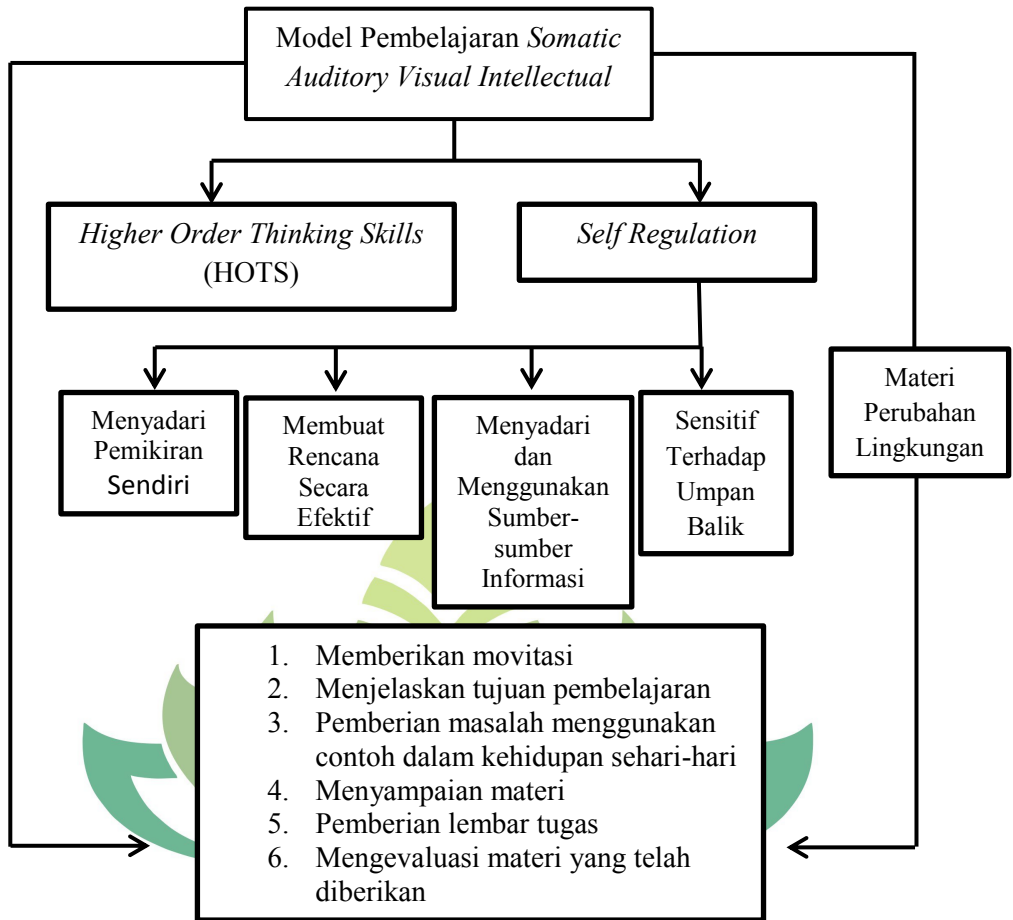 Model Pembelajaran Somatic
Auditory Visual Intellectual
Higher Order Thinking Skills
(HOTS)
Self Regulation
Menyadari
Pemikiran
Sendiri
Membuat
Rencana
Secara
Efektif
Menyadari
dan
Menggunakan
Sumber-
sumber
Informasi
Sensitif
Terhadap
Umpan
Balik
Materi
Perubahan
Lingkungan
1. Memberikan movitasi
2. Menjelaskan tujuan pembelajaran
3. Pemberian masalah menggunakan
contoh dalam kehidupan sehari-hari
4. Menyampaian materi
5. Pemberian lembar tugas
6. Mengevaluasi materi yang telah
diberikan